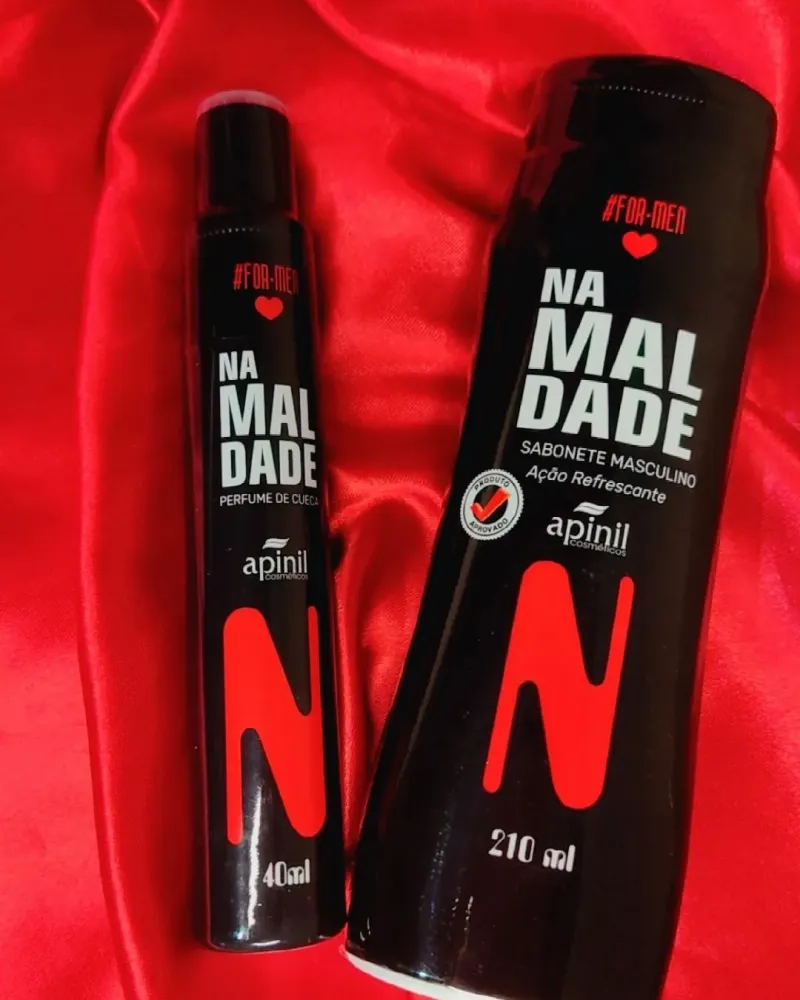 #FOR-MEN
NA
MAL
DADE
PERFUME DE CUECA
apinil
cosméticos
N
40ml
#FOR-MEN
NA
MAL
DADE
SABONETE MASCULINO
Ação Refrescante
PRODUTO
APROVADO
apinil
cosméticos
N
210 ml